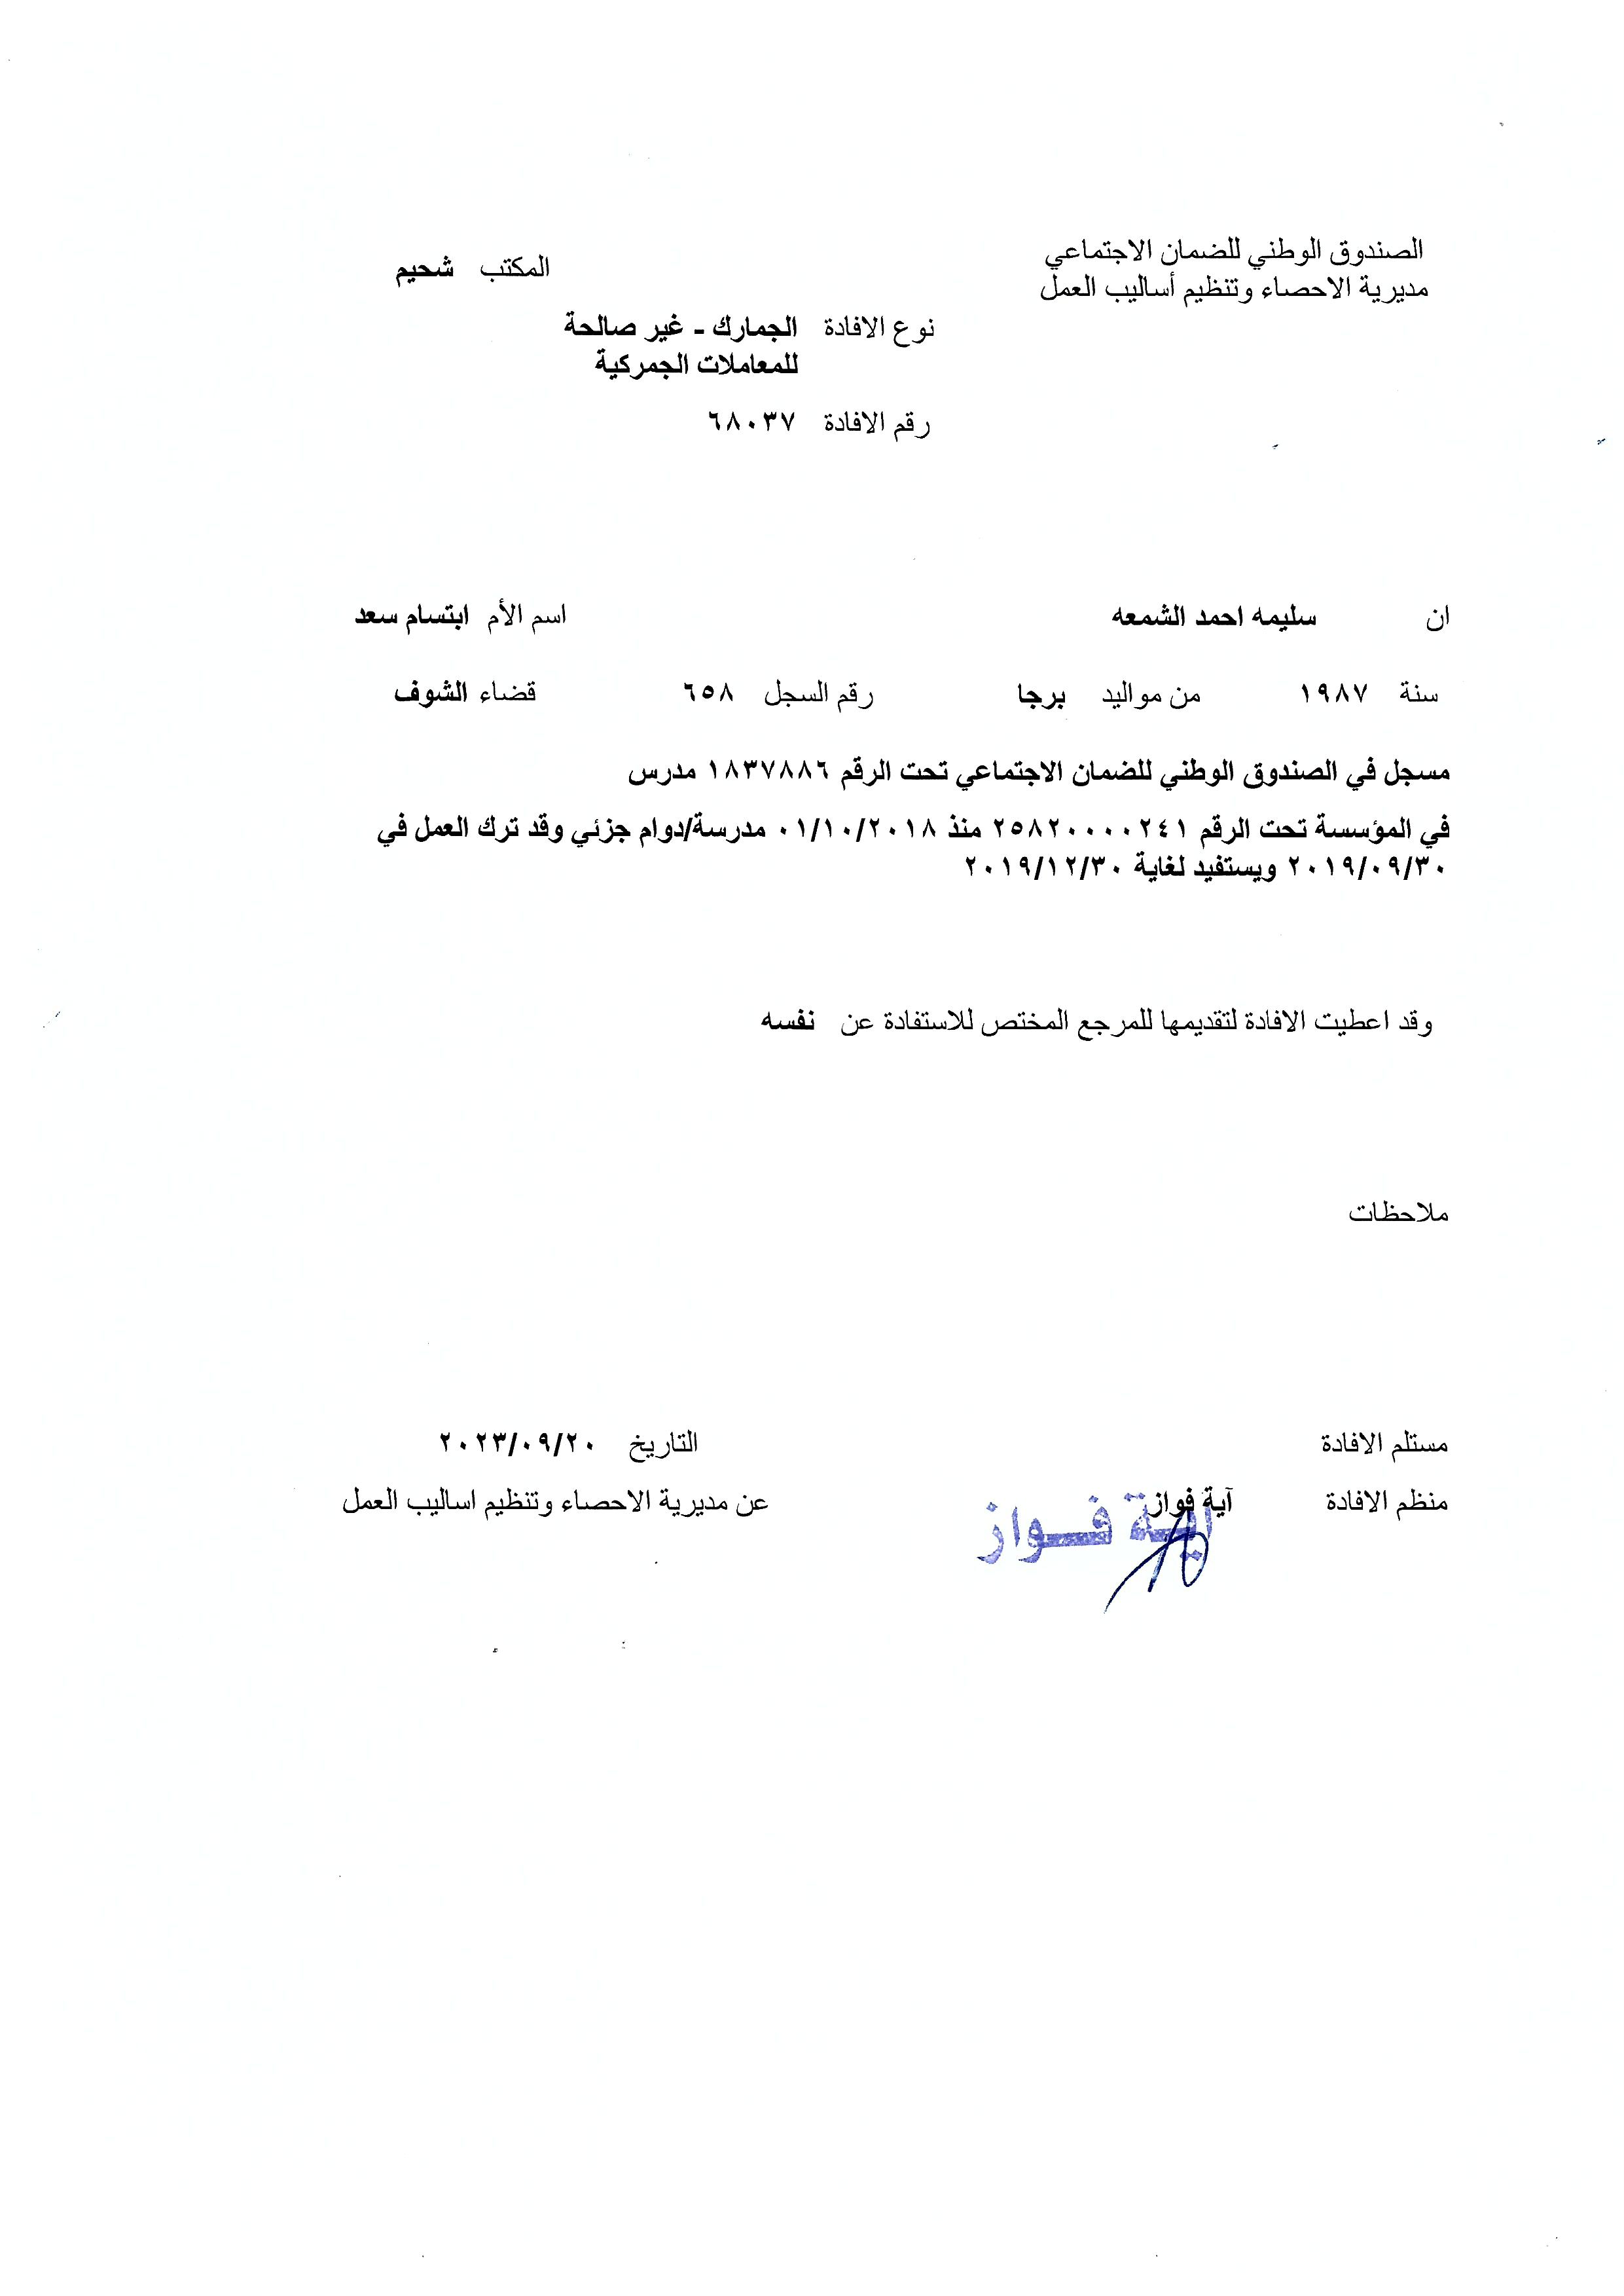 الصندوق الوطني للضمان الاجتماعي
المكتب شحيم
مديرية الاحصاء وتنظيم أساليب العمل
نوع الافادة الجمارك - غير صالحة
للمعاملات الجمركية
رقم الافادة ٦٨٠٣٧
ان سليمه احمد الشمعه اسم الأم ابتسام سعد
سنة ١٩٨٧ من مواليد برجا رقم السجل ٦٥٨ قضاء الشوف
مسجل في الصندوق الوطني للضمان الاجتماعي تحت الرقم ١٨٣٧٨٨٦ مدرس
في المؤسسة تحت الرقم ٢٥٨٢٠٠٠٠٢٤١ منذ ٠١/١٠/٢٠١٨ مدرسة/دوام جزئي وقد ترك العمل في
٢٠١٩/٠٩/٣٠ ويستفيد لغاية ٢٠١٩/١٢/٣٠
وقد اعطيت الافادة لتقديمها للمرجع المختص للاستفادة عن نفسه
ملاحظات
مستلم الافادة التاريخ ٢٠٢٣/٠٩/٢٠
منظم الافادة آية فواز عن مديرية الاحصاء وتنظيم اساليب العمل
آية فواز